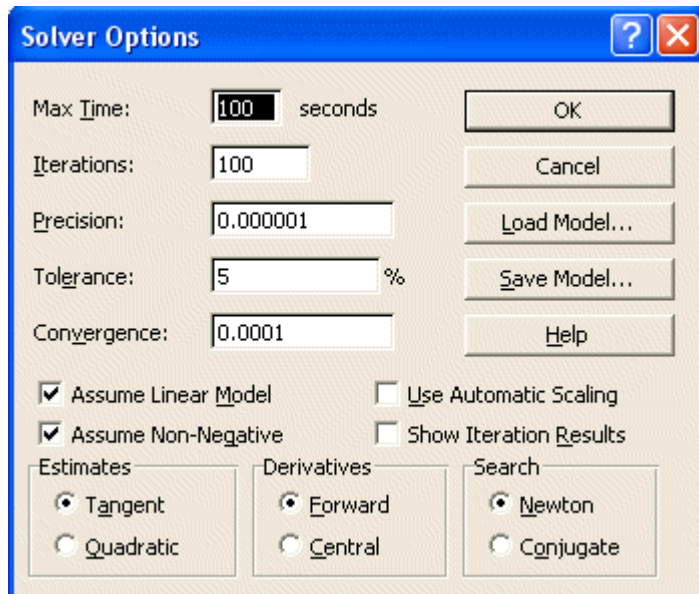 Solver Options
Max Time: 100 seconds OK
Iterations: 100 Cancel
Precision: 0.000001 Load Model...
Tolerance: 5 % Save Model...
Convergence: 0.0001 Help
Assume Linear Model Use Automatic Scaling
Assume Non-Negative Show Iteration Results
Estimates Derivatives Search
Tangent Forward Newton
Quadratic Central Conjugate